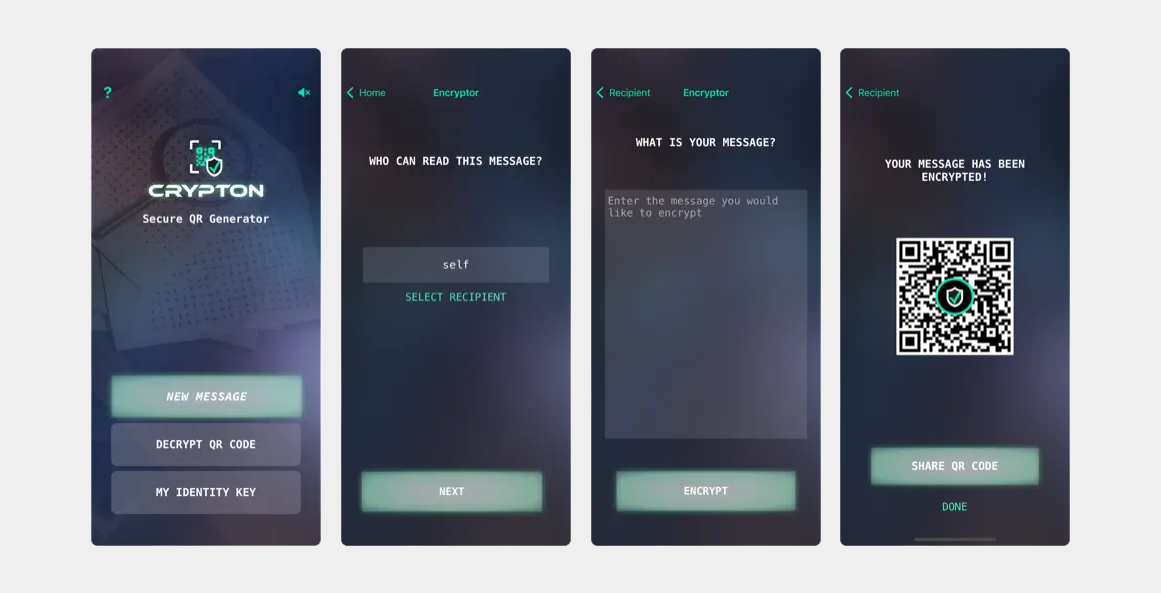 ?
CRYPTON
Secure QR Generator
NEW MESSAGE
DECRYPT QR CODE
MY IDENTITY KEY
Home
Encryptor
WHO CAN READ THIS MESSAGE?
self
SELECT RECIPIENT
NEXT
Recipient
Encryptor
WHAT IS YOUR MESSAGE?
Enter the message you would
like to encrypt
ENCRYPT
Recipient
YOUR MESSAGE HAS BEEN
ENCRYPTED!
SHARE QR CODE
DONE